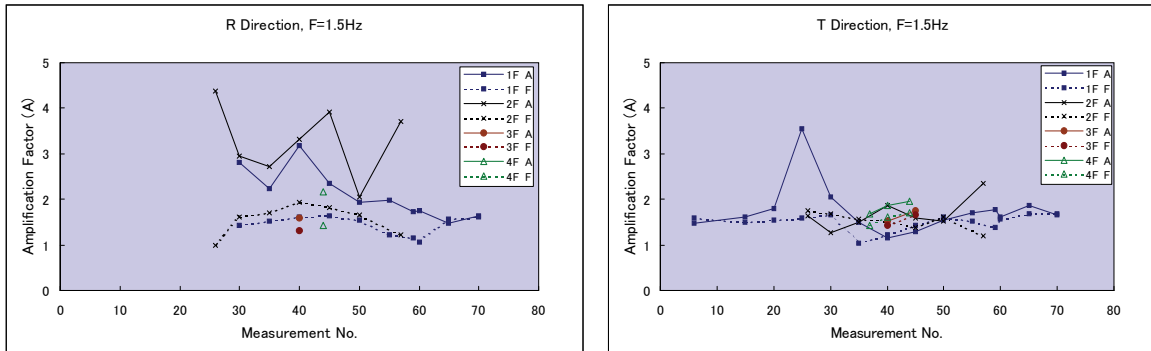 R Direction, F=1.5Hz
Amplification Factor (A)
5
4
3
2
1
0
1F A
1F F
2F A
2F F
3F A
3F F
4F A
4F F
0 10 20 30 40 50 60 70 80
Measurement No.
T Direction, F=1.5Hz
Amplification Factor (A)
5
4
3
2
1
0
1F A
1F F
2F A
2F F
3F A
3F F
4F A
4F F
0 10 20 30 40 50 60 70 80
Measurement No.